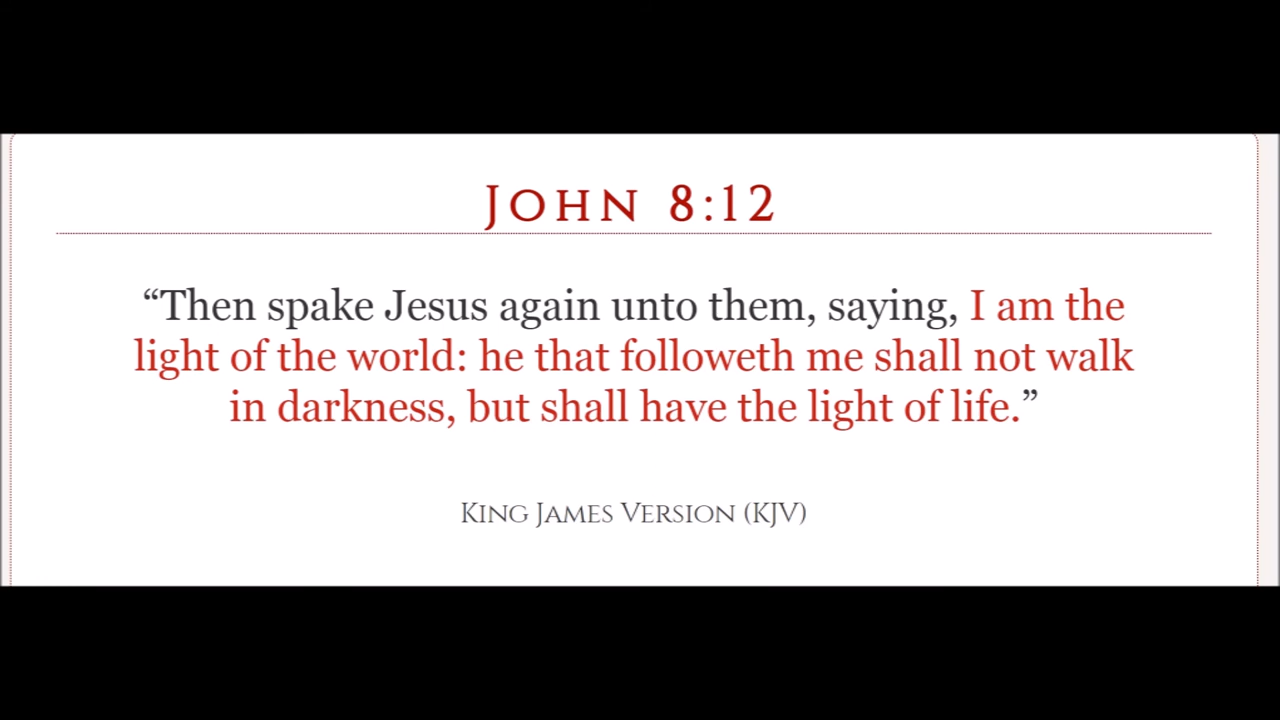 John 8:12
“Then spake Jesus again unto them, saying, I am the
light of the world: he that followeth me shall not walk
in darkness, but shall have the light of life.”
King James Version (KJV)